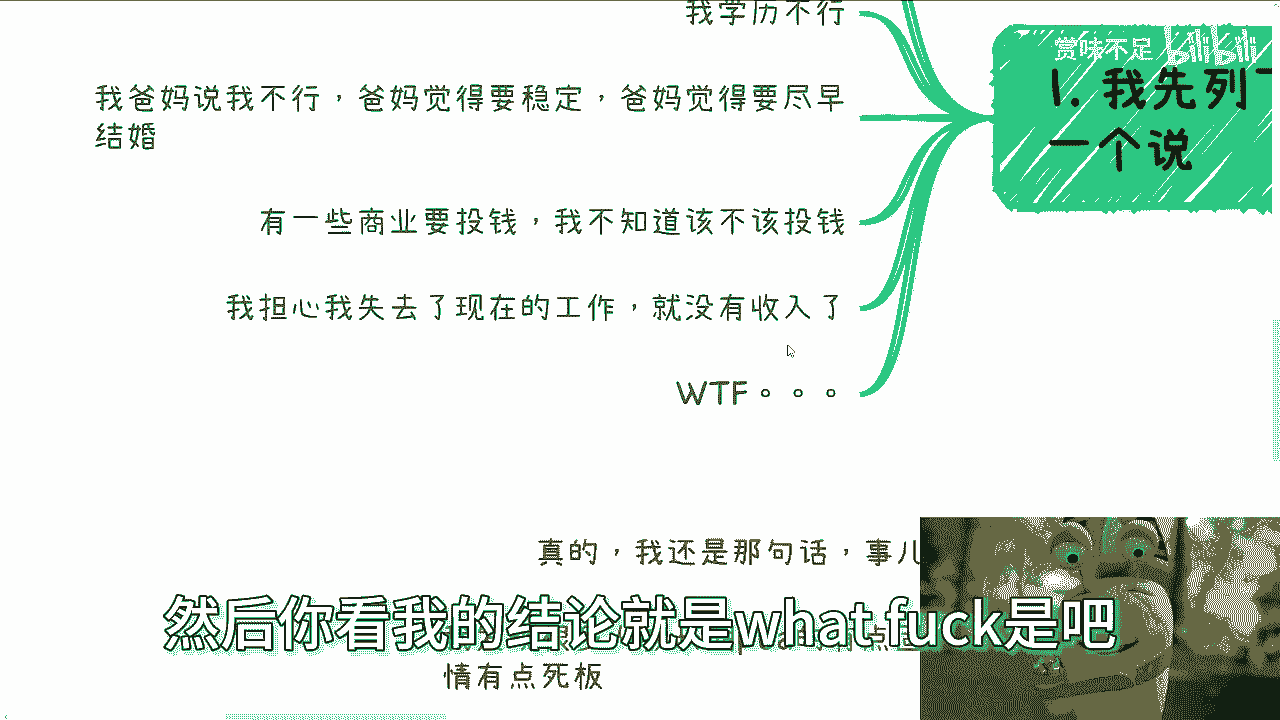 我学历不行
赏味不足 bilibili
1. 我先列
一个说
我爸妈说我不行，爸妈觉得要稳定，爸妈觉得要尽早
结婚
有一些商业要投钱，我不知道该不该投钱
我担心我失去了现在的工作，就没有收入了
WTF。。。
真的，我还是那句话，事儿
然后你看我的结论就是what fuck是吧
情有点死板